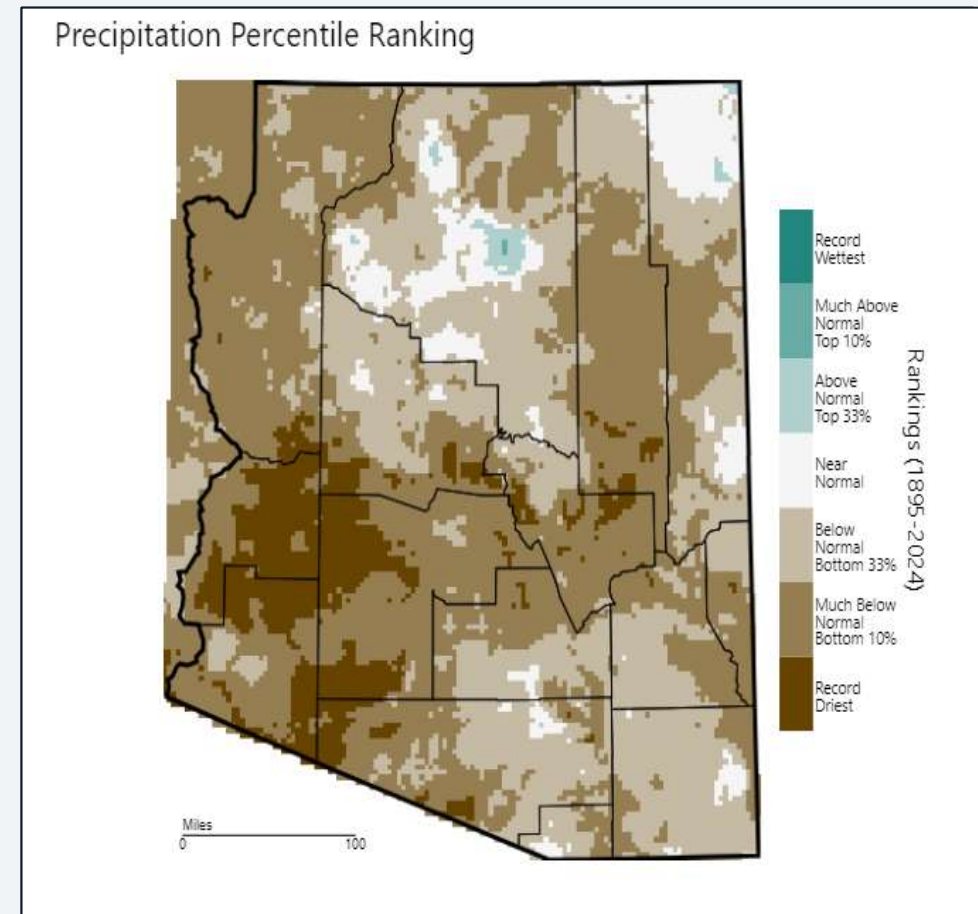 Precipitation Percentile Ranking
Record
Wettest
Much Above
Normal
Top 10%
Above
Normal
Top 33%
Near
Normal
Below
Normal
Bottom 33%
Much Below
Normal
Bottom 10%
Record
Driest
Rankings (1895-2024)
Miles
0 100